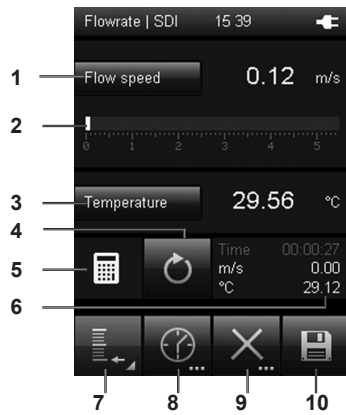 Flowrate | SDI 15 39
1 Flow speed 0.12 m/s
2
0 1 2 3 4 5
3 Temperature 29.56 °C
4
Time 00:00:27
5 m/s 0.00
6 °C 29.12
7 8 9 10